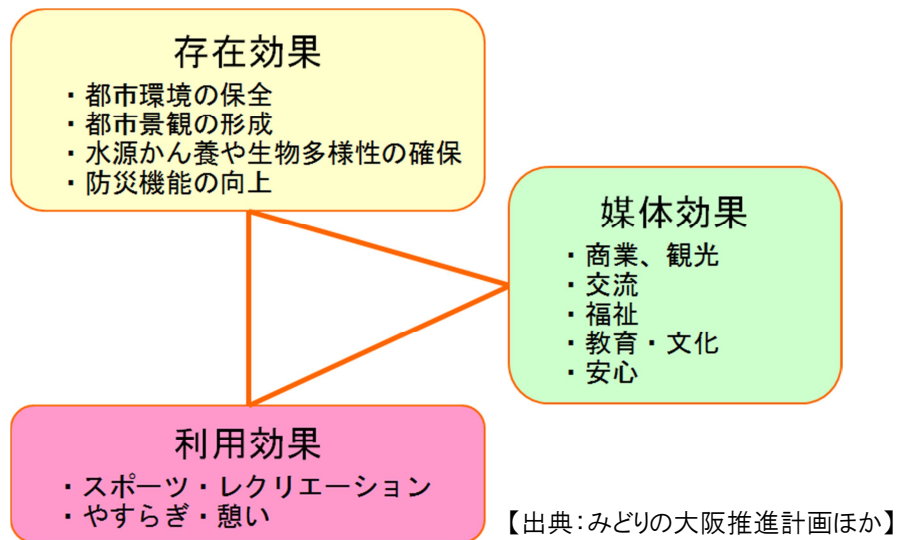 存在効果
・都市環境の保全
・都市景観の形成
・水源かん養や生物多様性の確保
・防災機能の向上
媒体効果
・商業、観光
・交流
・福祉
・教育・文化
・安心
利用効果
・スポーツ・レクリエーション
・やすらぎ・憩い
【出典：みどりの大阪推進計画ほか】